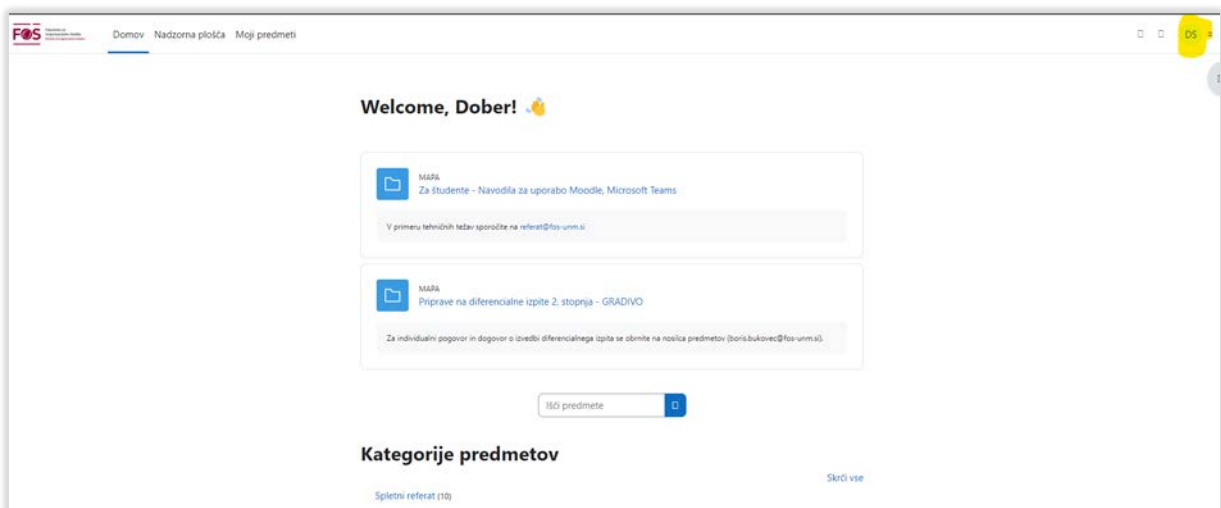 FOŠ
Domov Nadzorna plošča Moji predmeti
DS
Welcome, Dober! 👋
MAPA
Za študente - Navodila za uporabo Moodle, Microsoft Teams
V primeru tehničnih težav sporočite na referat@fos-unm.si
MAPA
Priprave na diferencialne izpite 2. stopnja - GRADIVO
Za individualni pogovor in dogovor o izvedbi diferencialnega izpita se obrnite na nosilca predmetov (boris.bukovec@fos-unm.si).
Išči predmete
Kategorije predmetov
Skrči vse
Spletni referat (10)